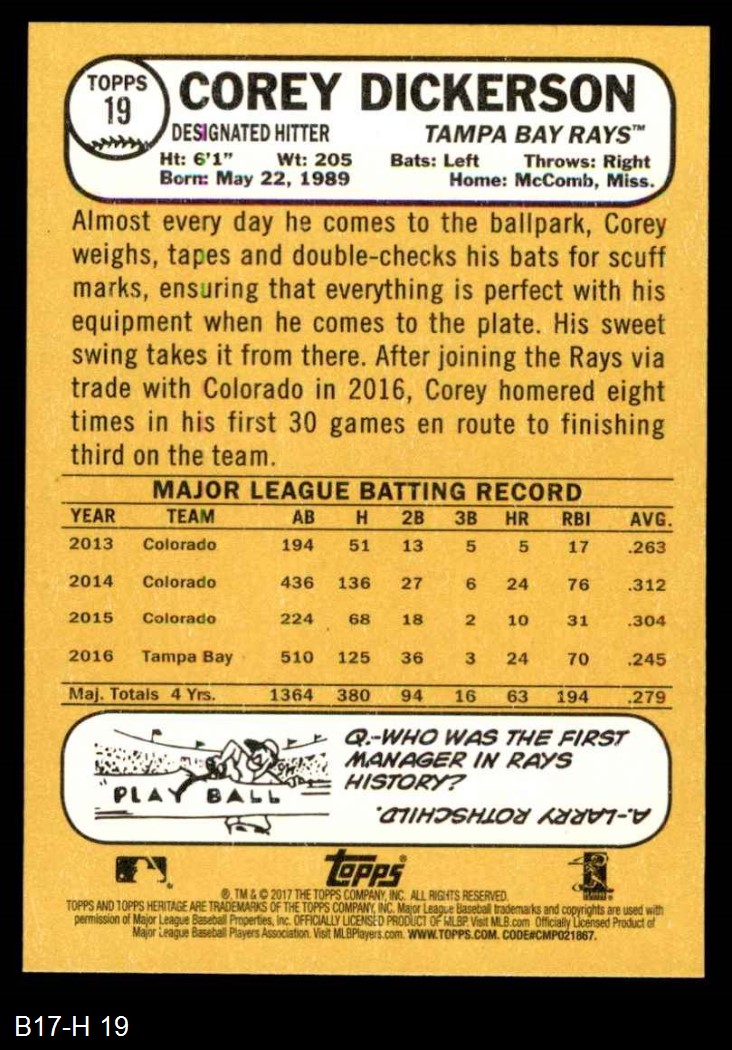 TOPPS
19
COREY DICKERSON
DESIGNATED HITTER TAMPA BAY RAYS™
Ht: 6'1" Wt: 205 Bats: Left Throws: Right
Born: May 22, 1989 Home: McComb, Miss.
Almost every day he comes to the ballpark, Corey
weighs, tapes and double-checks his bats for scuff
marks, ensuring that everything is perfect with his
equipment when he comes to the plate. His sweet
swing takes it from there. After joining the Rays via
trade with Colorado in 2016, Corey homered eight
times in his first 30 games en route to finishing
third on the team.
MAJOR LEAGUE BATTING RECORD
YEAR TEAM AB H 2B 3B HR RBI AVG.
2013 Colorado 194 51 13 5 5 17 .263
2014 Colorado 436 136 27 6 24 76 .312
2015 Colorado 224 68 18 2 10 31 .304
2016 Tampa Bay 510 125 36 3 24 70 .245
Maj. Totals 4 Yrs. 1364 380 94 16 63 194 .279
PLAY BALL
Q.-WHO WAS THE FIRST
MANAGER IN RAYS
HISTORY?
A.-LARRY ROTHSCHILD.
topps®
®, TM & © 2017 THE TOPPS COMPANY, INC. ALL RIGHTS RESERVED.
TOPPS AND TOPPS HERITAGE ARE TRADEMARKS OF THE TOPPS COMPANY, INC. Major League Baseball trademarks and copyrights are used with
permission of Major League Baseball Properties, Inc. OFFICIALLY LICENSED PRODUCT OF MLBP. Visit MLB.com Officially Licensed Product of
Major League Baseball Players Association. Visit MLBPlayers.com. WWW.TOPPS.COM. CODE#CMP021867.
B17-H 19